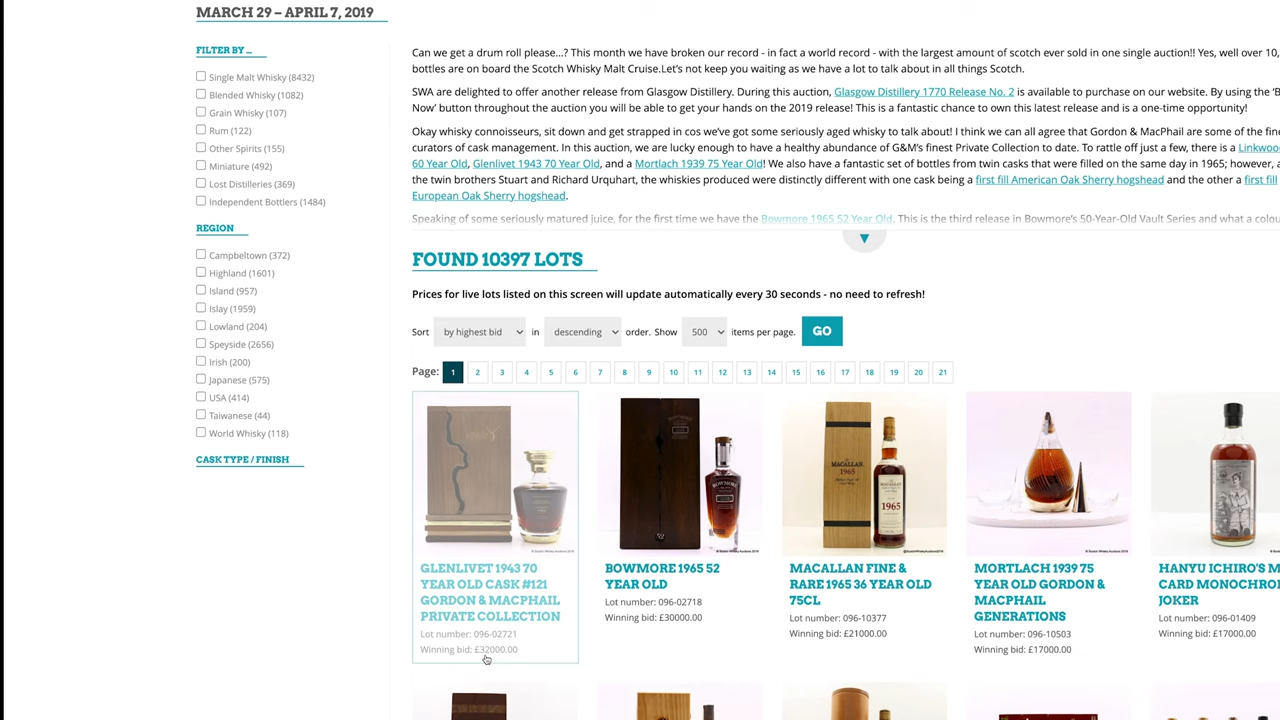 MARCH 29 – APRIL 7, 2019
FILTER BY ...
Single Malt Whisky (8432)
Blended Whisky (1082)
Grain Whisky (107)
Rum (122)
Other Spirits (155)
Miniature (492)
Lost Distilleries (369)
Independent Bottlers (1484)
REGION
Campbeltown (372)
Highland (1601)
Island (957)
Islay (1959)
Lowland (204)
Speyside (2656)
Irish (200)
Japanese (575)
USA (414)
Taiwanese (44)
World Whisky (118)
CASK TYPE / FINISH
Can we get a drum roll please...? This month we have broken our record - in fact a world record - with the largest amount of scotch ever sold in one single auction!! Yes, well over 10,
bottles are on board the Scotch Whisky Malt Cruise.Let's not keep you waiting as we have a lot to talk about in all things Scotch.
SWA are delighted to offer another release from Glasgow Distillery. During this auction, Glasgow Distillery 1770 Release No. 2 is available to purchase on our website. By using the 'B
Now' button throughout the auction you will be able to get your hands on the 2019 release! This is a fantastic chance to own this latest release and is a one-time opportunity!
Okay whisky connoisseurs, sit down and get strapped in cos we've got some seriously aged whisky to talk about! I think we can all agree that Gordon & MacPhail are some of the fine
curators of cask management. In this auction, we are lucky enough to have a healthy abundance of G&M's finest Private Collection to date. To rattle off just a few, there is a Linkwoo
60 Year Old, Glenlivet 1943 70 Year Old, and a Mortlach 1939 75 Year Old! We also have a fantastic set of bottles from twin casks that were filled on the same day in 1965; however, a
the twin brothers Stuart and Richard Urquhart, the whiskies produced were distinctly different with one cask being a first fill American Oak Sherry hogshead and the other a first fill
European Oak Sherry hogshead.
Speaking of some seriously matured juice, for the first time we have the Bowmore 1965 52 Year Old. This is the third release in Bowmore's 50-Year-Old Vault Series and what a colou
FOUND 10397 LOTS
Prices for live lots listed on this screen will update automatically every 30 seconds - no need to refresh!
Sort by highest bid in descending order. Show 500 items per page. GO
Page: 1 2 3 4 5 6 7 8 9 10 11 12 13 14 15 16 17 18 19 20 21
GLENLIVET 1943 70
YEAR OLD CASK #121
GORDON & MACPHAIL
PRIVATE COLLECTION
Lot number: 096-02721
Winning bid: £32000.00
BOWMORE 1965 52
YEAR OLD
Lot number: 096-02718
Winning bid: £30000.00
MACALLAN
1965
1965
MACALLAN FINE &
RARE 1965 36 YEAR OLD
75CL
Lot number: 096-10377
Winning bid: £21000.00
MORTLACH 1939 75
YEAR OLD GORDON &
MACPHAIL
GENERATIONS
Lot number: 096-10503
Winning bid: £17000.00
HANYU ICHIRO'S M
CARD MONOCHRO
JOKER
Lot number: 096-01409
Winning bid: £17000.00